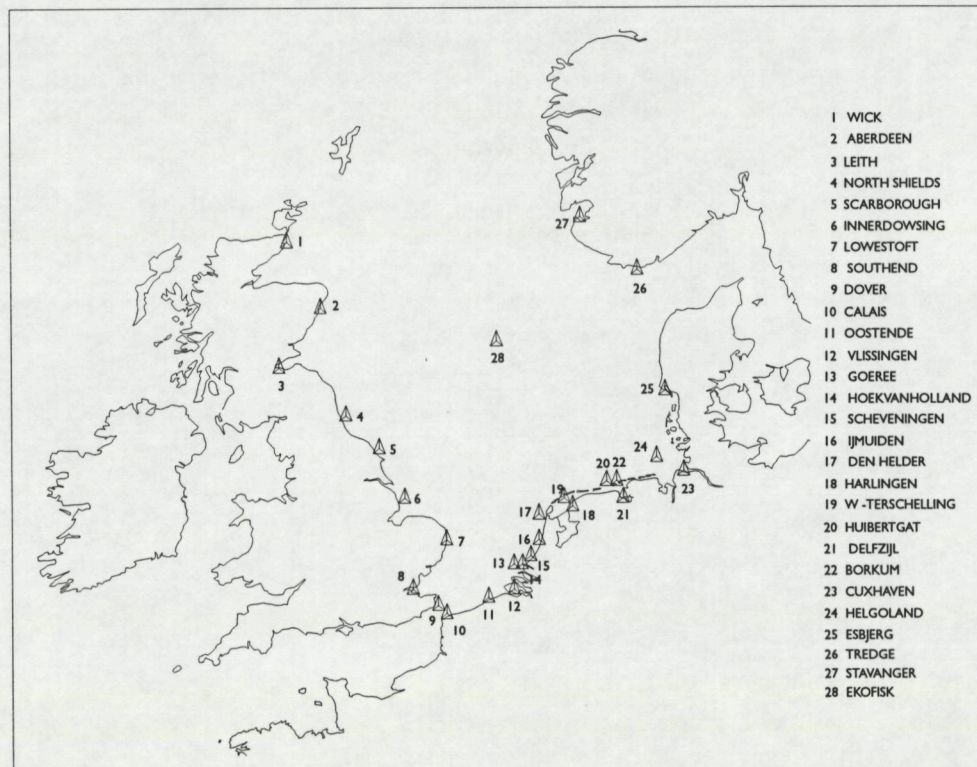 1 WICK
2 ABERDEEN
3 LEITH
4 NORTH SHIELDS
5 SCARBOROUGH
6 INNERDOWSING
7 LOWESTOFT
8 SOUTHEND
9 DOVER
10 CALAIS
11 OOSTENDE
12 VLISSINGEN
13 GOEREE
14 HOEKVANHOLLAND
15 SCHEVENINGEN
16 IJMUIDEN
17 DEN HELDER
18 HARLINGEN
19 W -TERSCHELLING
20 HUIBERTGAT
21 DELFZIJL
22 BORKUM
23 CUXHAVEN
24 HELGOLAND
25 ESBJERG
26 TREDGE
27 STAVANGER
28 EKOFISK
27
1
26
2
28
3
25
4
5
24
20 22
23
19
6
21
18
17
7
16
13
15
8
14
12
11
9
10